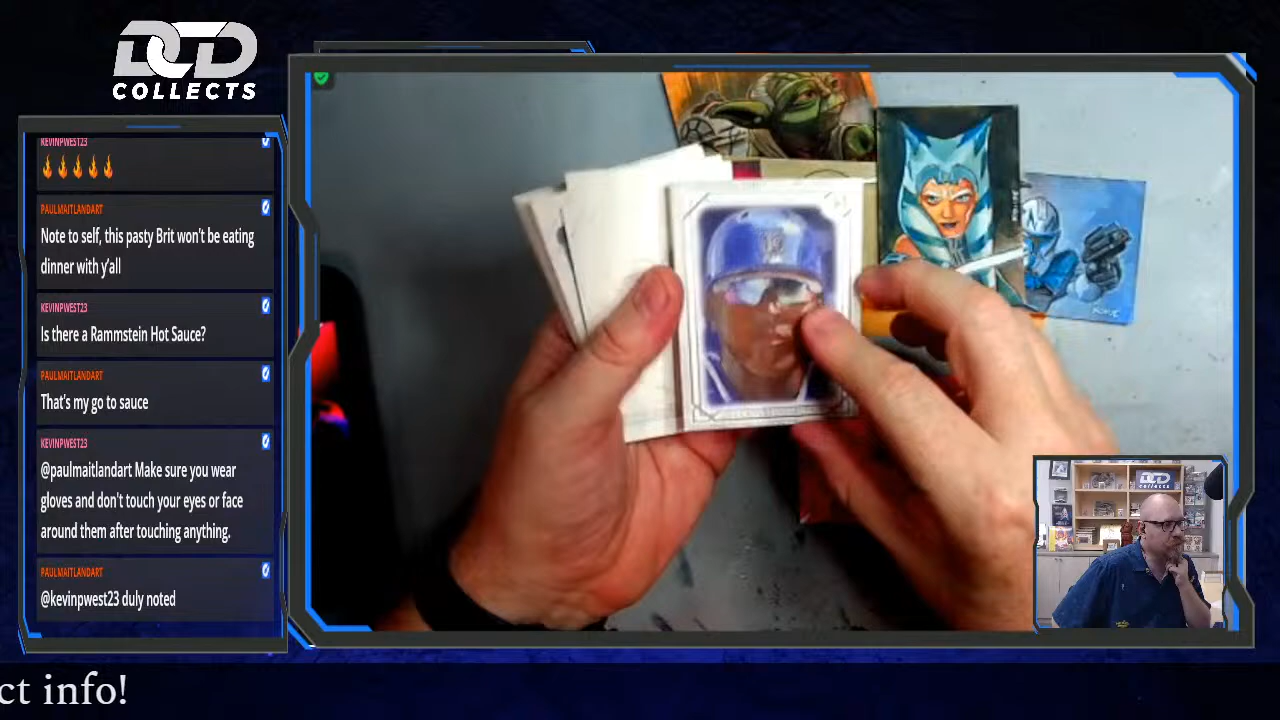 DCD
COLLECTS
KEVINPWEST23
PAULMAITLANDART
Note to self, this pasty Brit won't be eating
dinner with y'all
KEVINPWEST23
Is there a Rammstein Hot Sauce?
PAULMAITLANDART
That's my go to sauce
KEVINPWEST23
@paulmaitlandart Make sure you wear
gloves and don't touch your eyes or face
around them after touching anything.
PAULMAITLANDART
@kevinpwest23 duly noted
DCD
collects
ct info!